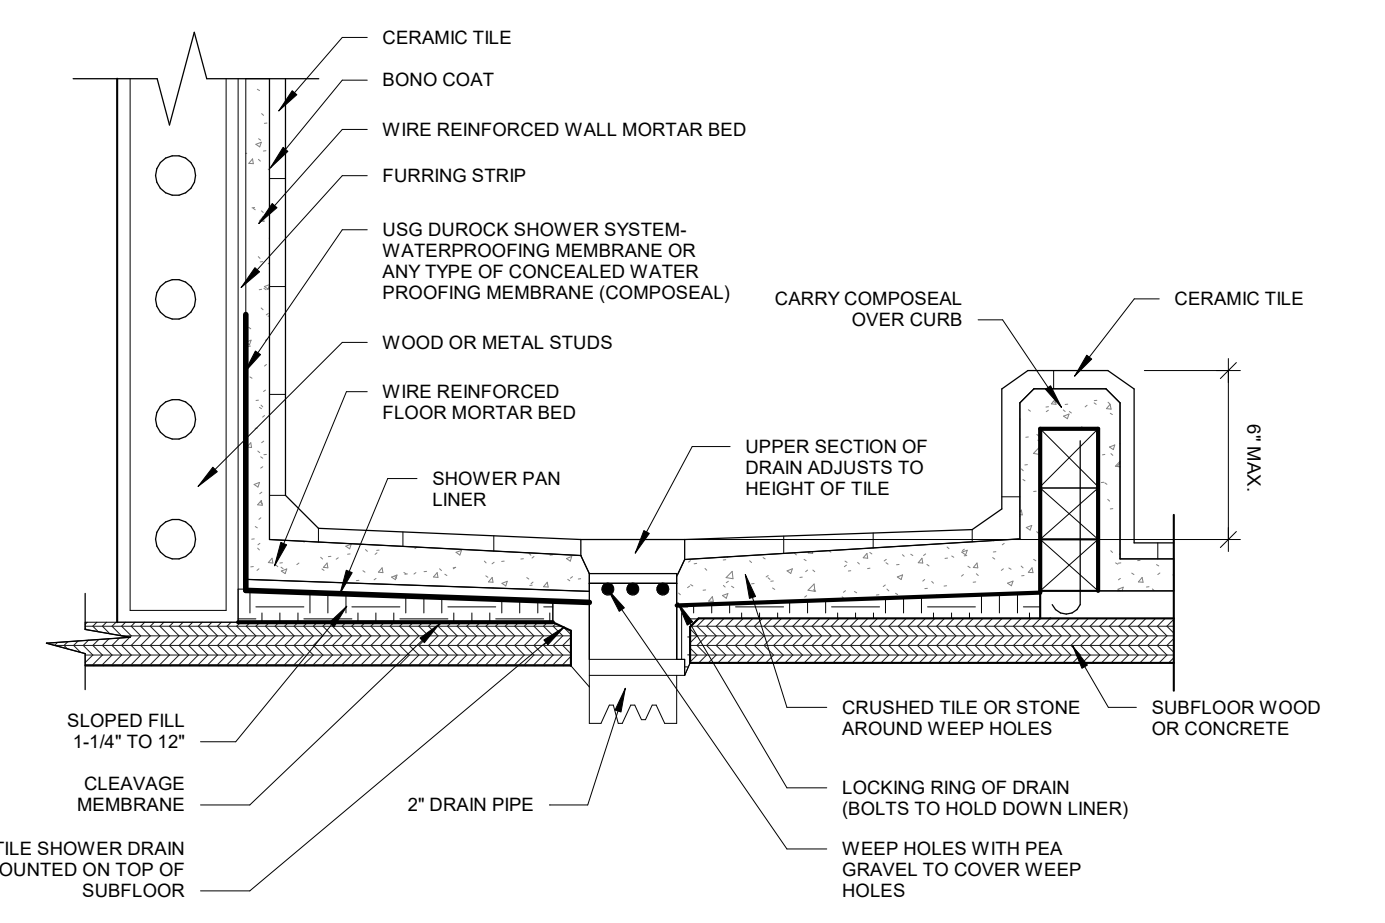 CERAMIC TILE
BONO COAT
WIRE REINFORCED WALL MORTAR BED
FURRING STRIP
USG DUROCK SHOWER SYSTEM-
WATERPROOFING MEMBRANE OR
ANY TYPE OF CONCEALED WATER
PROOFING MEMBRANE (COMPOSEAL)
WOOD OR METAL STUDS
WIRE REINFORCED
FLOOR MORTAR BED
SHOWER PAN
LINER
CARRY COMPOSEAL
OVER CURB
CERAMIC TILE
UPPER SECTION OF
DRAIN ADJUSTS TO
HEIGHT OF TILE
6" MAX.
SLOPED FILL
1-1/4" TO 12"
CLEAVAGE
MEMBRANE
TILE SHOWER DRAIN
OUNTED ON TOP OF
SUBFLOOR
2" DRAIN PIPE
CRUSHED TILE OR STONE
AROUND WEEP HOLES
LOCKING RING OF DRAIN
(BOLTS TO HOLD DOWN LINER)
WEEP HOLES WITH PEA
GRAVEL TO COVER WEEP
HOLES
SUBFLOOR WOOD
OR CONCRETE